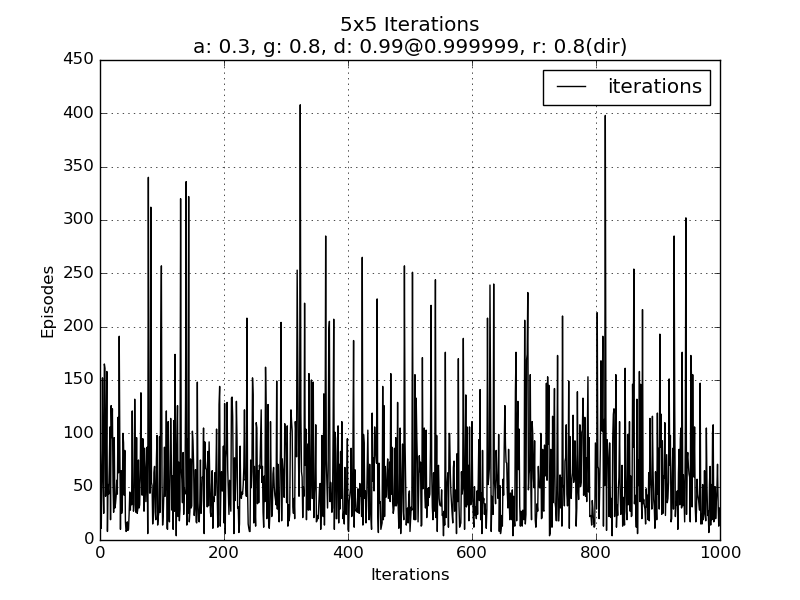 5x5 Iterations
a: 0.3, g: 0.8, d: 0.99@0.999999, r: 0.8(dir)
iterations
450
400
350
300
250
200
150
100
50
0
Episodes
0 200 400 600 800 1000
Iterations